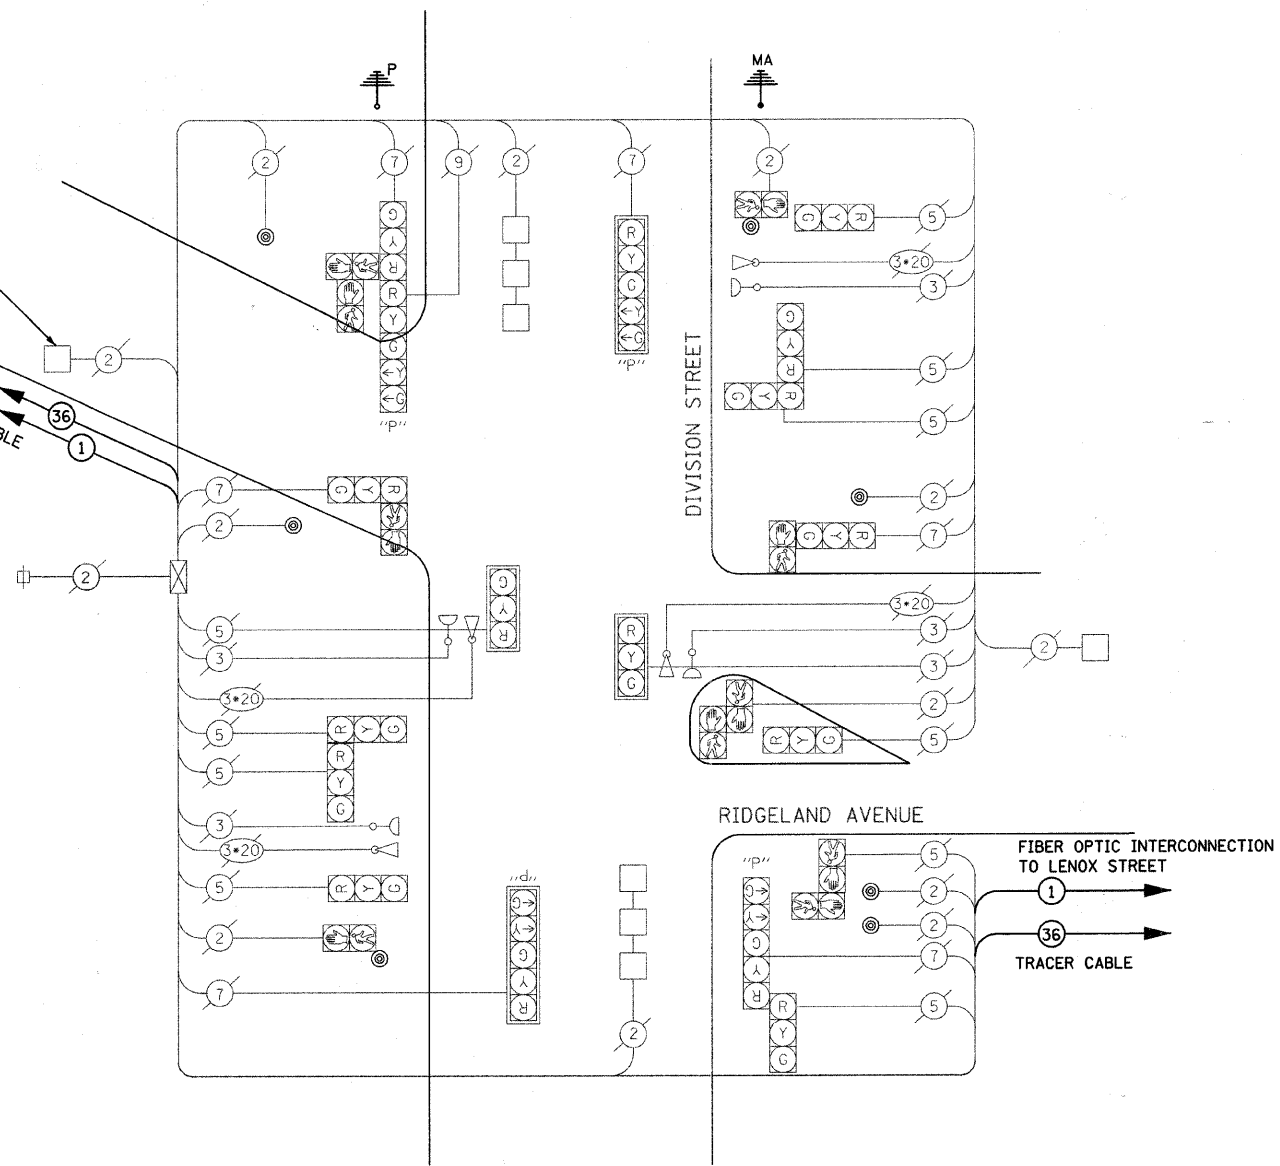 P
MA
2
7
9
2
7
2
G
Y
R
R
Y
G
←Y
←G
"P"
R
Y
G
←Y
←G
"P"
G Y R
5
3*20
3
G
Y
R
G Y R
5
5
DIVISION STREET
2
36
1
BLE
7
G Y R
2
2
2
G Y R
7
G
Y
R
5
3
3*20
R
Y
G
3*20
3
3
2
2
R Y G
5
5
R Y G
R
Y
G
5
3
3*20
5
R Y G
2
7
"P"
G
Y
G
Y
R
2
RIDGELAND AVENUE
"P"
G
Y
G
Y
R
R
Y
G
5
2
2
7
5
FIBER OPTIC INTERCONNECTION
TO LENOX STREET
1
36
TRACER CABLE